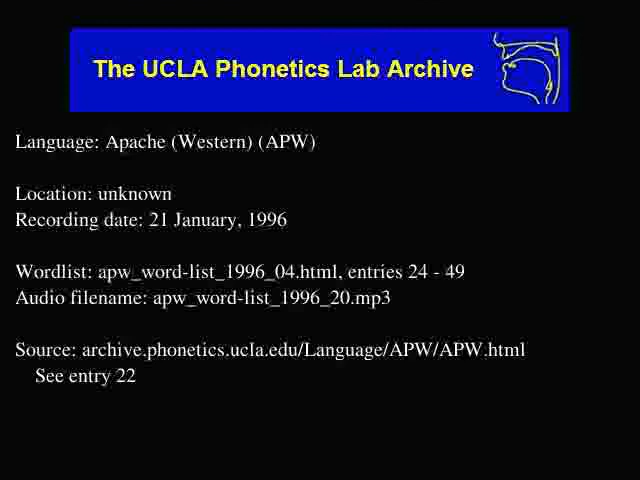 The UCLA Phonetics Lab Archive
Language: Apache (Western) (APW)
Location: unknown
Recording date: 21 January, 1996
Wordlist: apw_word-list_1996_04.html, entries 24 - 49
Audio filename: apw_word-list_1996_20.mp3
Source: archive.phonetics.ucla.edu/Language/APW/APW.html
See entry 22